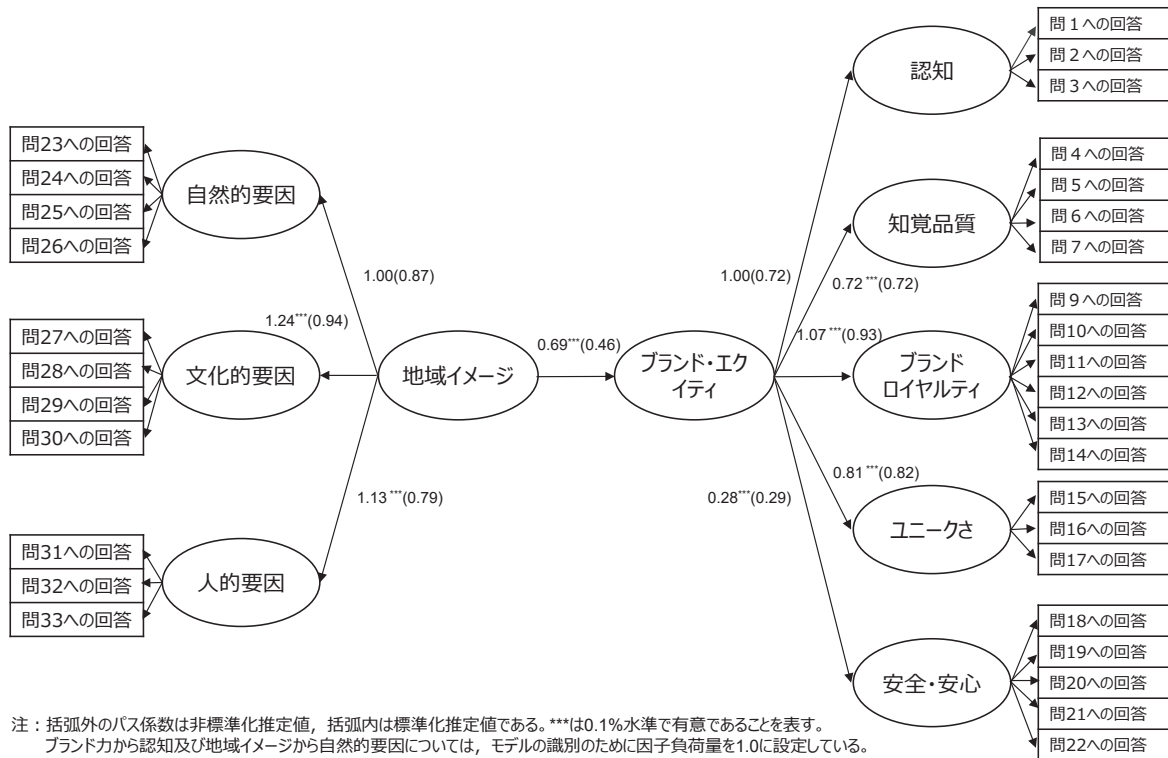 問23への回答
問24への回答
問25への回答
問26への回答
自然的要因
問27への回答
問28への回答
問29への回答
問30への回答
文化的要因
問31への回答
問32への回答
問33への回答
人的要因
1.00(0.87)
1.24***(0.94)
1.13***(0.79)
地域イメージ
0.69***(0.46)
ブランド・エク
イティ
1.00(0.72)
0.72***(0.72)
1.07***(0.93)
0.81***(0.82)
0.28***(0.29)
認知
問1への回答
問2への回答
問3への回答
知覚品質
問4への回答
問5への回答
問6への回答
問7への回答
ブランド
ロイヤルティ
問9への回答
問10への回答
問11への回答
問12への回答
問13への回答
問14への回答
ユニークさ
問15への回答
問16への回答
問17への回答
安全・安心
問18への回答
問19への回答
問20への回答
問21への回答
問22への回答
注：括弧外のパス係数は非標準化推定値，括弧内は標準化推定値である。***は0.1%水準で有意であることを表す。
ブランド力から認知及び地域イメージから自然的要因については，モデルの識別のために因子負荷量を1.0に設定している。